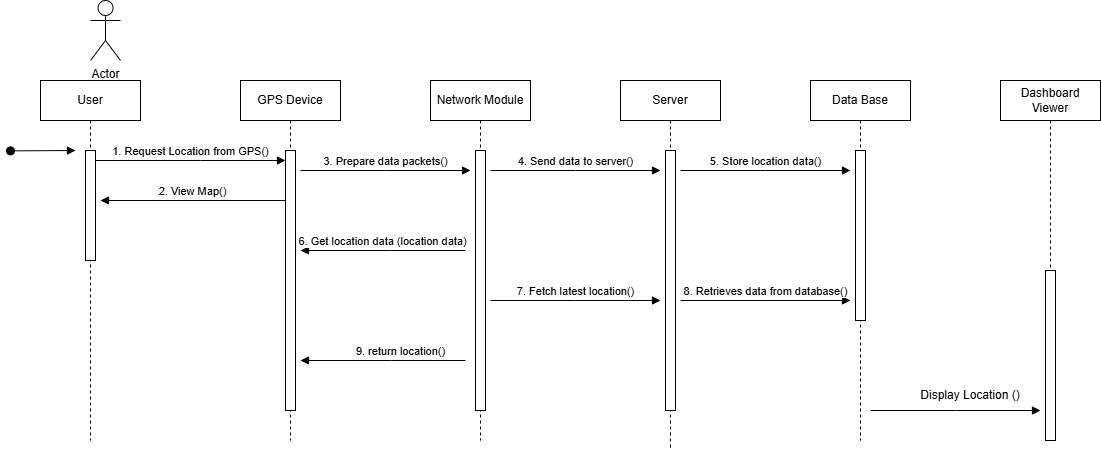 Actor
User
GPS Device
Network Module
Server
Data Base
Dashboard
Viewer
1. Request Location from GPS()
3. Prepare data packets()
4. Send data to server()
5. Store location data()
2. View Map()
6. Get location data (location data)
7. Fetch latest location()
8. Retrieves data from database()
9. return location()
Display Location ()